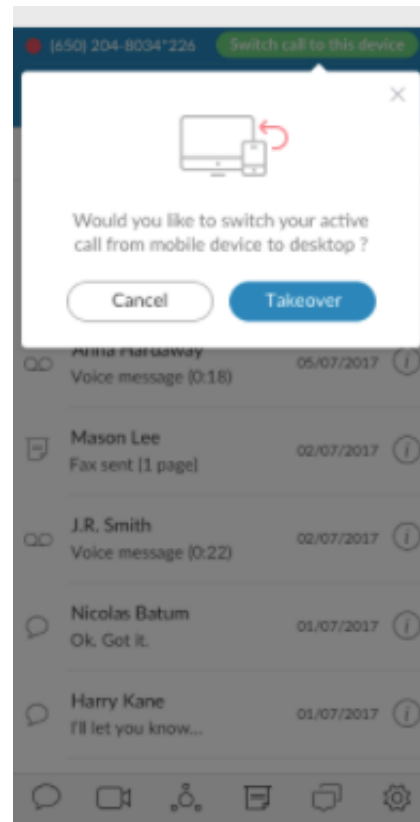 (650) 204-8034*226 Switch call to this device
Would you like to switch your active
call from mobile device to desktop ?
Cancel Takeover
Anna Hardaway
Voice message (0:18) 05/07/2017
Mason Lee
Fax sent [1 page] 02/07/2017
J.R. Smith
Voice message (0:22) 02/07/2017
Nicolas Batum
Ok. Got it. 01/07/2017
Harry Kane
I'll let you know... 01/07/2017